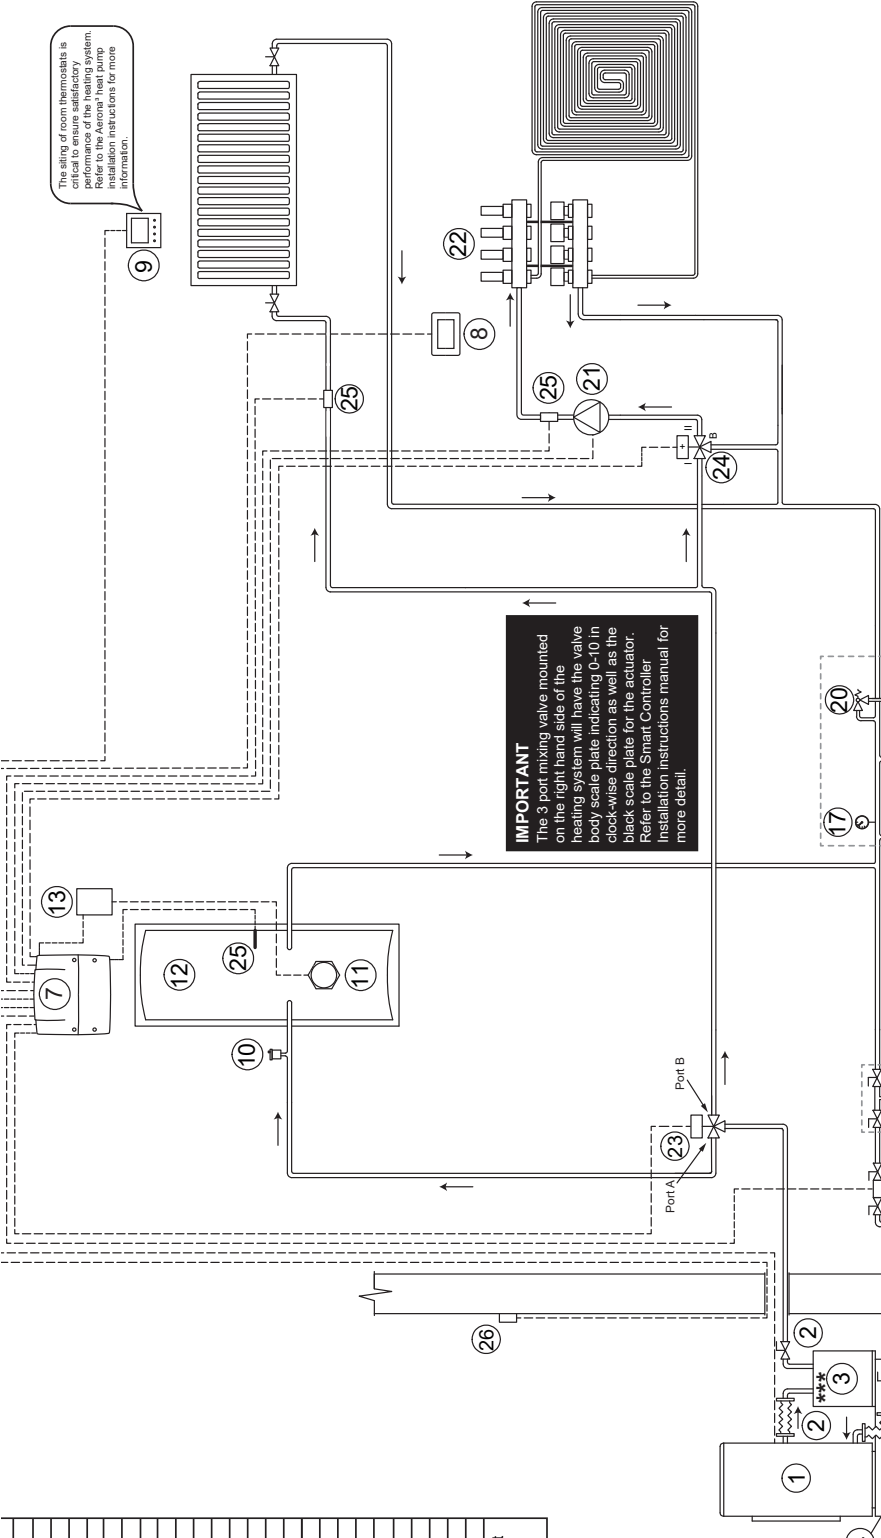 The siting of room thermostats is
critical to ensure satisfactory
performance of the heating system.
Refer to the Aerona³ heat pump
installation instructions for more
information.
9
22
8
25
25
21
B
24
IMPORTANT
The 3 port mixing valve mounted
on the right hand side of the
heating system will have the valve
body scale plate indicating 0-10 in
clock-wise direction as well as the
black scale plate for the actuator.
Refer to the Smart Controller
Installation instructions manual for
more detail.
20
17
13
7
12
25
11
10
Port B
23
Port A
26
2
***
3
2
1